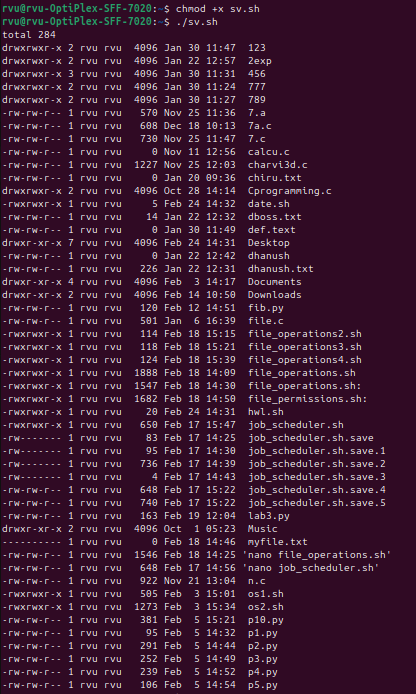 rvu@rvu-OptiPlex-SFF-7020:~$ chmod +x sv.sh
rvu@rvu-OptiPlex-SFF-7020:~$ ./sv.sh
total 284
drwxrwxr-x 2 rvu rvu  4096 Jan 30 11:47  123
drwxrwxr-x 2 rvu rvu  4096 Jan 22 12:57  2exp
drwxrwxr-x 3 rvu rvu  4096 Jan 30 11:31  456
drwxrwxr-x 2 rvu rvu  4096 Jan 30 11:24  777
drwxrwxr-x 2 rvu rvu  4096 Jan 30 11:27  789
-rw-rw-r-- 1 rvu rvu   570 Nov 25 11:36  7.a
-rw-rw-r-- 1 rvu rvu   608 Dec 18 10:13  7a.c
-rw-rw-r-- 1 rvu rvu   730 Nov 25 11:47  7.c
-rw-rw-r-- 1 rvu rvu     0 Nov 11 12:56  calcu.c
-rw-rw-r-- 1 rvu rvu  1227 Nov 25 12:03  charvi3d.c
-rw-rw-r-- 1 rvu rvu     0 Jan 20 09:36  chiru.txt
drwxrwxr-x 2 rvu rvu  4096 Oct 28 14:14  Cprogramming.c
-rwxrwxr-x 1 rvu rvu     5 Feb 24 14:32  date.sh
-rw-rw-r-- 1 rvu rvu    14 Jan 22 12:32  dboss.txt
-rw-rw-r-- 1 rvu rvu     0 Jan 30 11:49  def.text
drwxr-xr-x 7 rvu rvu  4096 Feb 24 14:31  Desktop
-rw-rw-r-- 1 rvu rvu     0 Jan 22 12:42  dhanush
-rw-rw-r-- 1 rvu rvu   226 Jan 22 12:31  dhanush.txt
drwxr-xr-x 4 rvu rvu  4096 Feb  3 14:17  Documents
drwxr-xr-x 2 rvu rvu  4096 Feb 14 10:50  Downloads
-rw-rw-r-- 1 rvu rvu   120 Feb 12 14:51  fib.py
-rw-rw-r-- 1 rvu rvu   501 Jan  6 16:39  file.c
-rwxrwxr-x 1 rvu rvu   114 Feb 18 15:15  file_operations2.sh
-rwxrwxr-x 1 rvu rvu   118 Feb 18 15:21  file_operations3.sh
-rwxrwxr-x 1 rvu rvu   124 Feb 18 15:39  file_operations4.sh
-rwxrwxr-x 1 rvu rvu  1888 Feb 18 14:09  file_operations.sh
-rwxrwxr-x 1 rvu rvu  1547 Feb 18 14:30  file_operations.sh:
-rwxrwxr-x 1 rvu rvu  1682 Feb 18 14:50  file_permissions.sh:
-rwxrwxr-x 1 rvu rvu    20 Feb 24 14:31  hwl.sh
-rwxrwxr-x 1 rvu rvu   650 Feb 17 15:47  job_scheduler.sh
-rw------- 1 rvu rvu    83 Feb 17 14:25  job_scheduler.sh.save
-rw------- 1 rvu rvu    95 Feb 17 14:30  job_scheduler.sh.save.1
-rw------- 1 rvu rvu   736 Feb 17 14:39  job_scheduler.sh.save.2
-rw------- 1 rvu rvu     4 Feb 17 14:43  job_scheduler.sh.save.3
-rw-rw-r-- 1 rvu rvu   648 Feb 17 15:22  job_scheduler.sh.save.4
-rw-rw-r-- 1 rvu rvu   740 Feb 17 15:22  job_scheduler.sh.save.5
-rw-rw-r-- 1 rvu rvu   163 Feb 19 12:04  lab3.py
drwxr-xr-x 2 rvu rvu  4096 Oct  1 05:23  Music
---------- 1 rvu rvu     0 Feb 18 14:46  myfile.txt
-rw-rw-r-- 1 rvu rvu  1546 Feb 18 14:25 'nano file_operations.sh'
-rw-rw-r-- 1 rvu rvu   648 Feb 17 14:56 'nano job_scheduler.sh'
-rw-rw-r-- 1 rvu rvu   922 Nov 21 13:04  n.c
-rwxrwxr-x 1 rvu rvu   505 Feb  3 15:01  os1.sh
-rwxrwxr-x 1 rvu rvu  1273 Feb  3 15:34  os2.sh
-rw-rw-r-- 1 rvu rvu   381 Feb  5 15:21  p10.py
-rw-rw-r-- 1 rvu rvu    95 Feb  5 14:32  p1.py
-rw-rw-r-- 1 rvu rvu   291 Feb  5 14:44  p2.py
-rw-rw-r-- 1 rvu rvu   252 Feb  5 14:49  p3.py
-rw-rw-r-- 1 rvu rvu   239 Feb  5 14:52  p4.py
-rw-rw-r-- 1 rvu rvu   106 Feb  5 14:54  p5.py